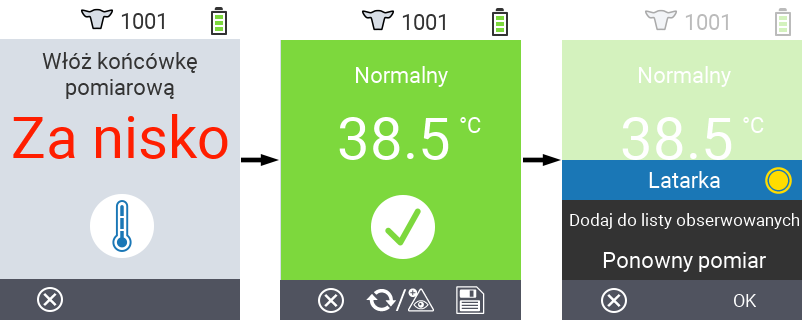 1001
Włóż końcówkę
pomiarową
Za nisko
1001
Normalny
38.5 °C
1001
Normalny
38.5 °C
Latarka
Dodaj do listy obserwowanych
Ponowny pomiar
OK